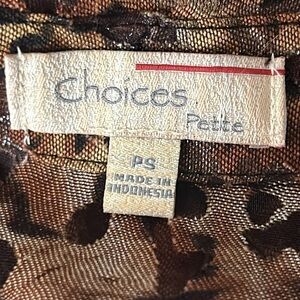 Choices
Petite
PS
MADE IN
INDONESIA